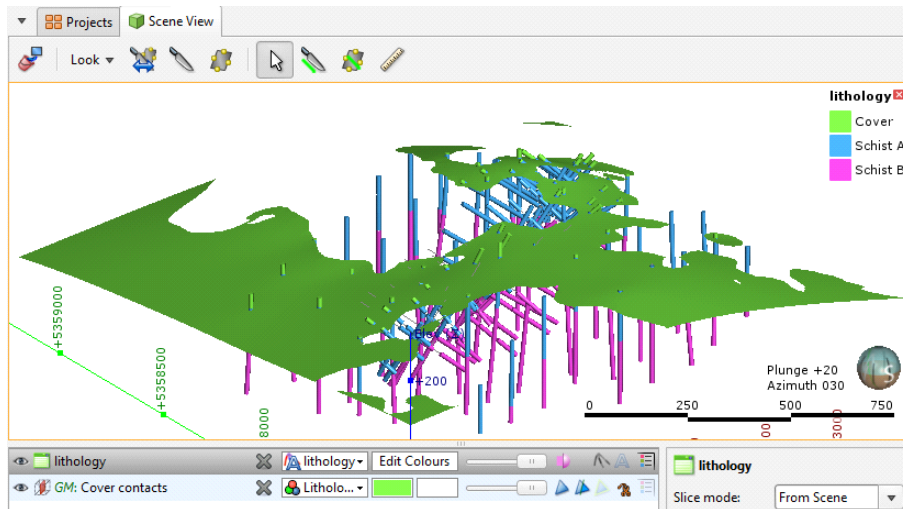 Projects Scene View
Look
lithology
Cover
Schist A
Schist B
+5359000
+5358500
Elev (Z)
+200
Plunge +20
Azimuth 030
S
0 250 500 750
lithology lithology Edit Colours
GM: Cover contacts Litholo...
lithology
Slice mode: From Scene